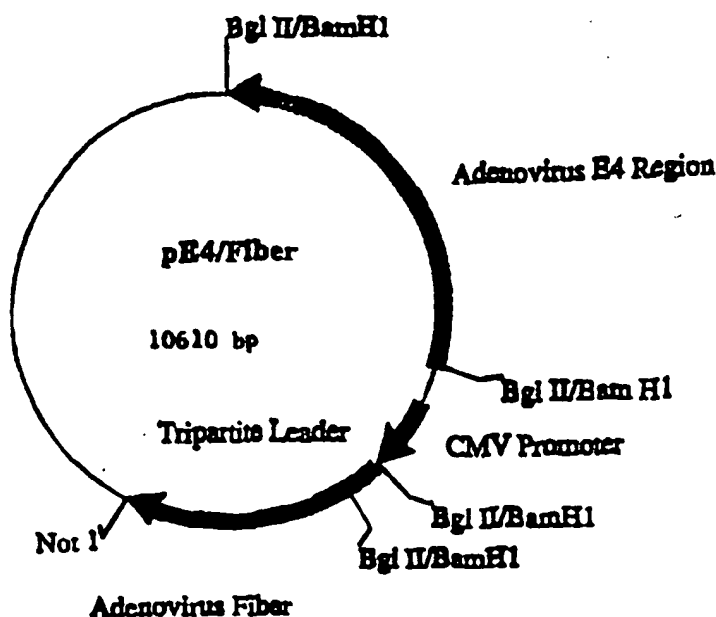 Bgl II/BamH1
Adenovirus E4 Region
pE4/Fiber
10610 bp
Bgl II/Bam H1
Tripartite Leader
CMV Promoter
Bgl II/BamH1
Bgl II/BamH1
Not 1
Adenovirus Fiber